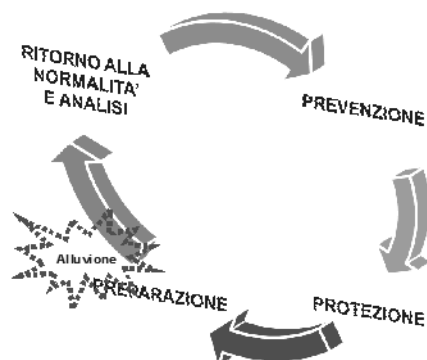 RITORNO ALLA
NORMALITA'
E ANALISI
PREVENZIONE
Alluvione
PREPARAZIONE
PROTEZIONE